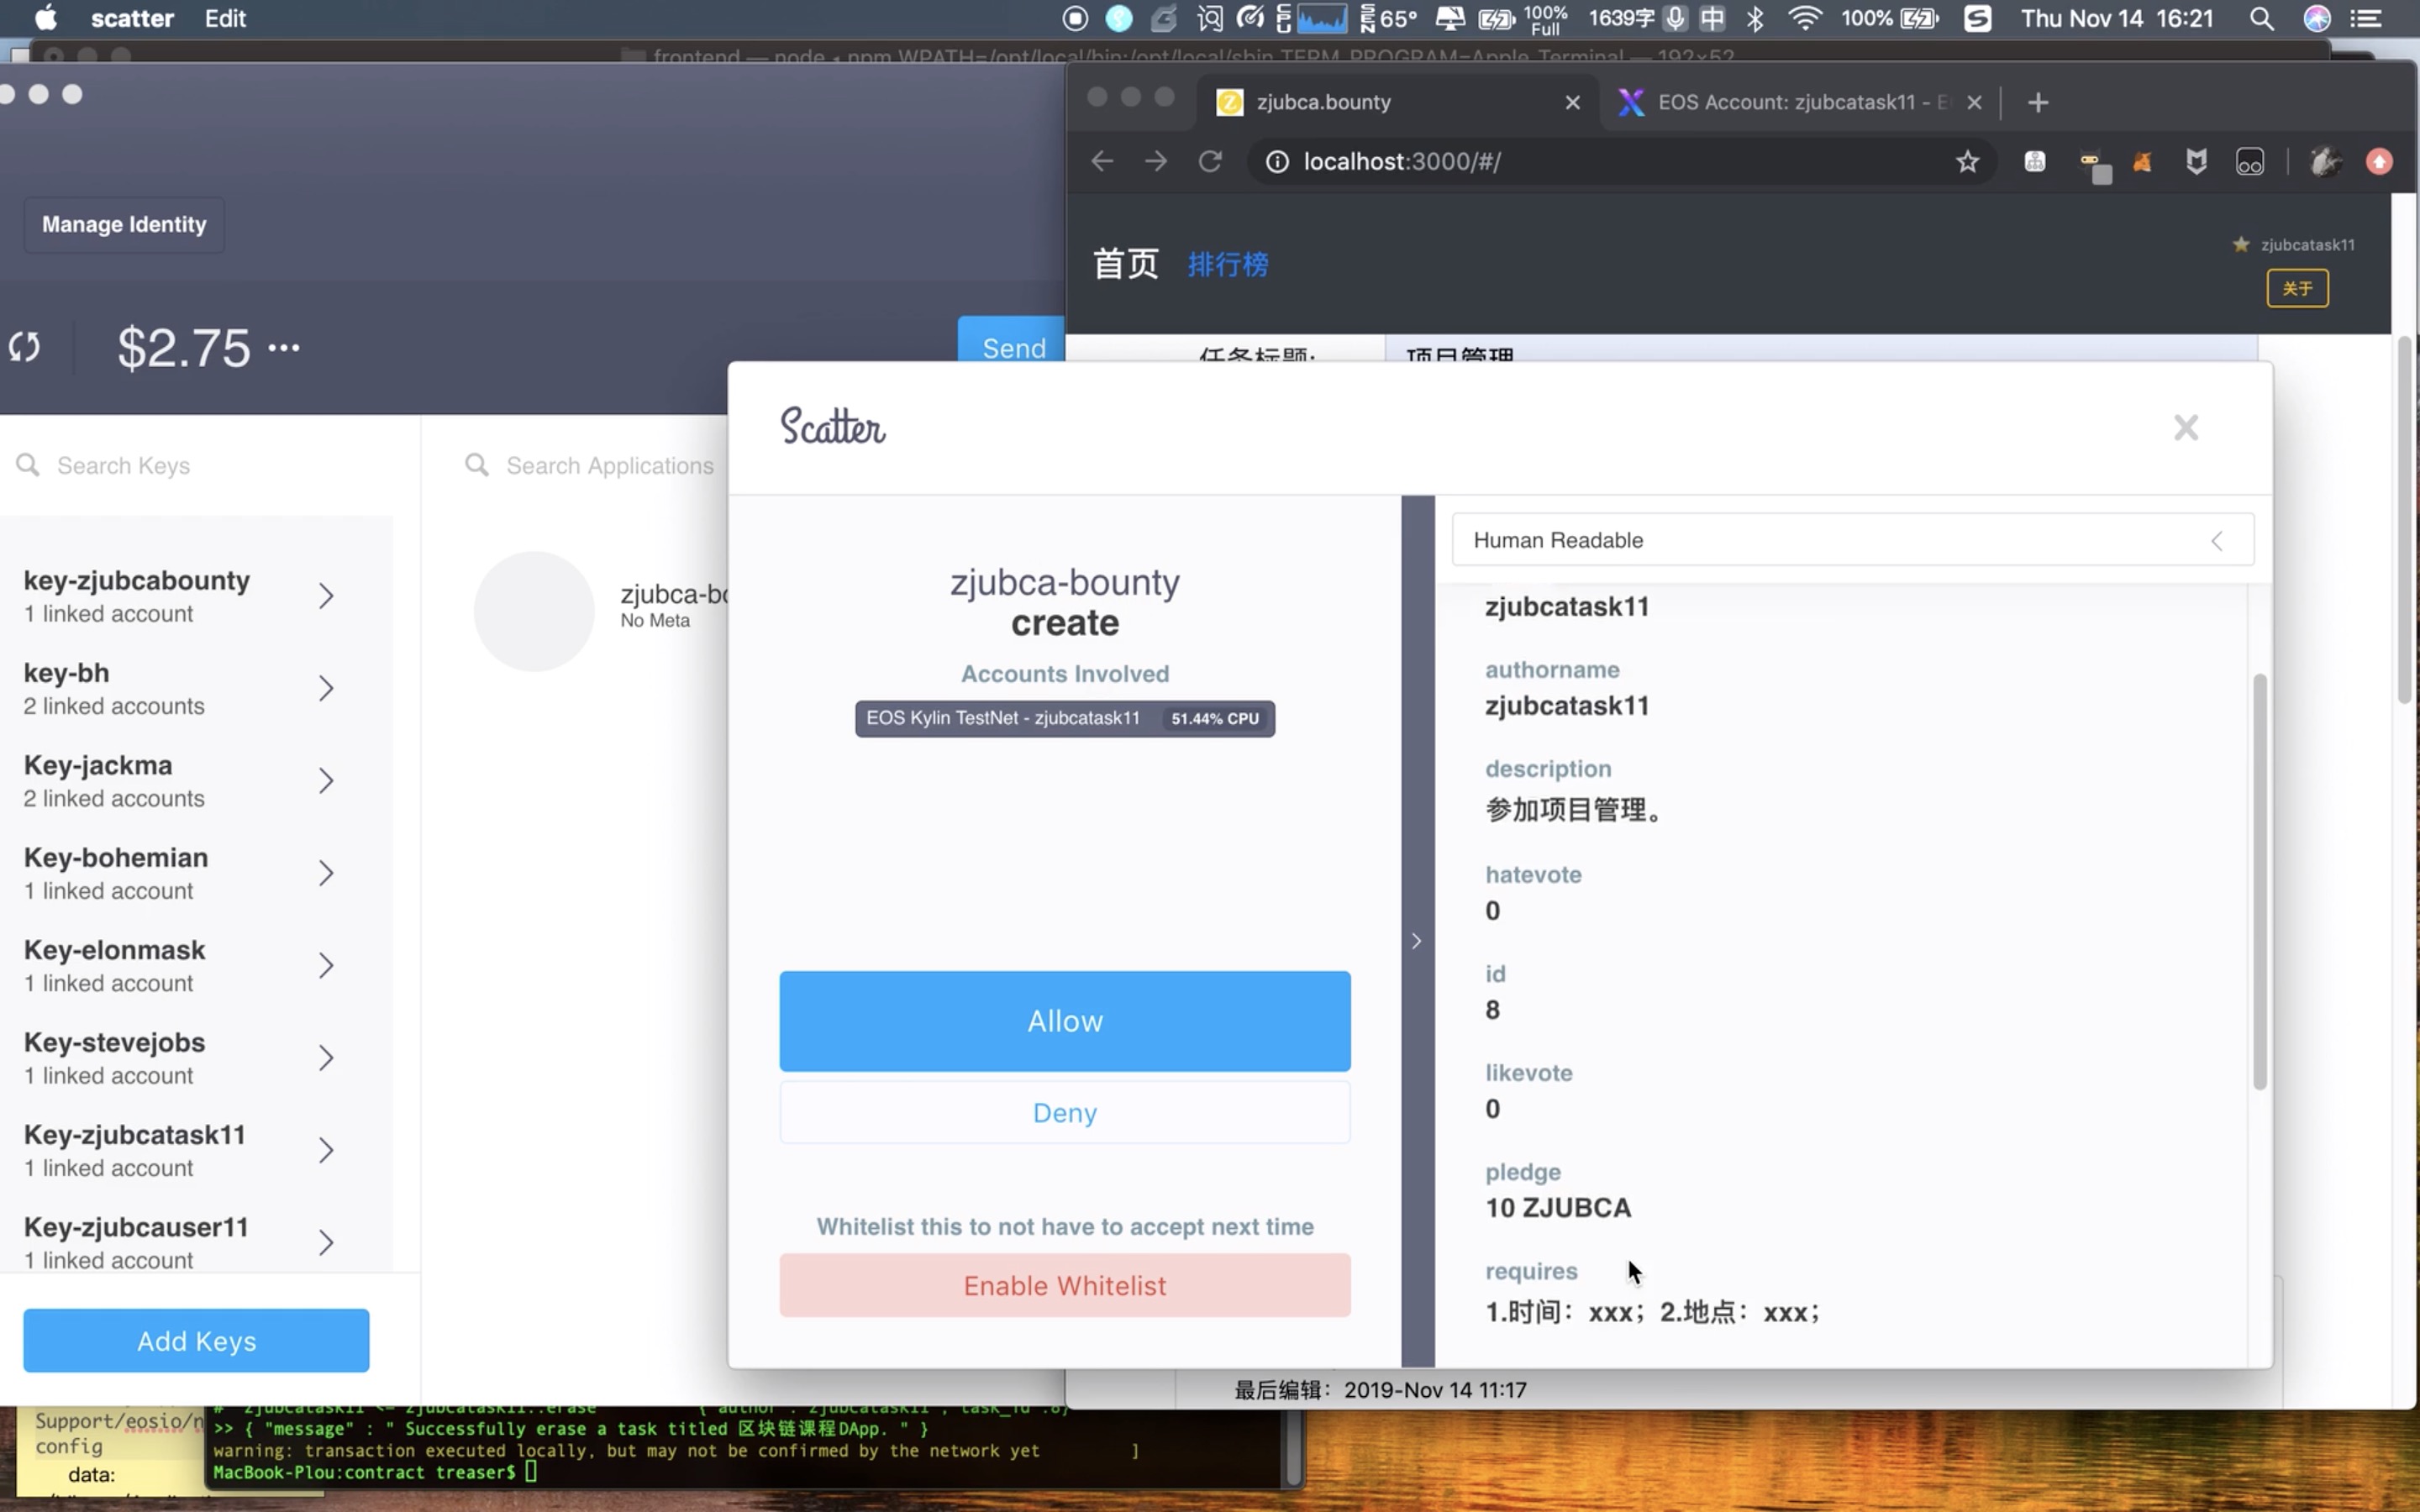 scatter Edit
65° 100% Full 1639字 中 100% Thu Nov 14 16:21
frontend — node ◂ npm WPATH=/opt/local/bin:/opt/local/sbin TERM_PROGRAM=Apple_Terminal — 192×52
zjubca.bounty
EOS Account: zjubcatask11 - E
localhost:3000/#/
Manage Identity
首页 排行榜
zjubcatask11
关于
$2.75
Send
任务标题: 项目管理
Scatter
Search Keys
Search Applications
key-zjubcabounty
1 linked account
key-bh
2 linked accounts
Key-jackma
2 linked accounts
Key-bohemian
1 linked account
Key-elonmask
1 linked account
Key-stevejobs
1 linked account
Key-zjubcatask11
1 linked account
Key-zjubcauser11
1 linked account
Add Keys
zjubca-bo
No Meta
zjubca-bounty
create
Accounts Involved
EOS Kylin TestNet - zjubcatask11 51.44% CPU
Allow
Deny
Whitelist this to not have to accept next time
Enable Whitelist
Human Readable
zjubcatask11
authorname
zjubcatask11
description
参加项目管理。
hatevote
0
id
8
likevote
0
pledge
10 ZJUBCA
requires
1.时间：xxx；2.地点：xxx；
最后编辑：2019-Nov 14 11:17
Support/eosio/n
config
data:
# zjubcatask11 <= zjubcatask11::erase {"author":"zjubcatask11","task_id":8}
>> { "message" : " Successfully erase a task titled 区块链课程DApp. " }
warning: transaction executed locally, but may not be confirmed by the network yet ]
MacBook-Plou:contract treaser$